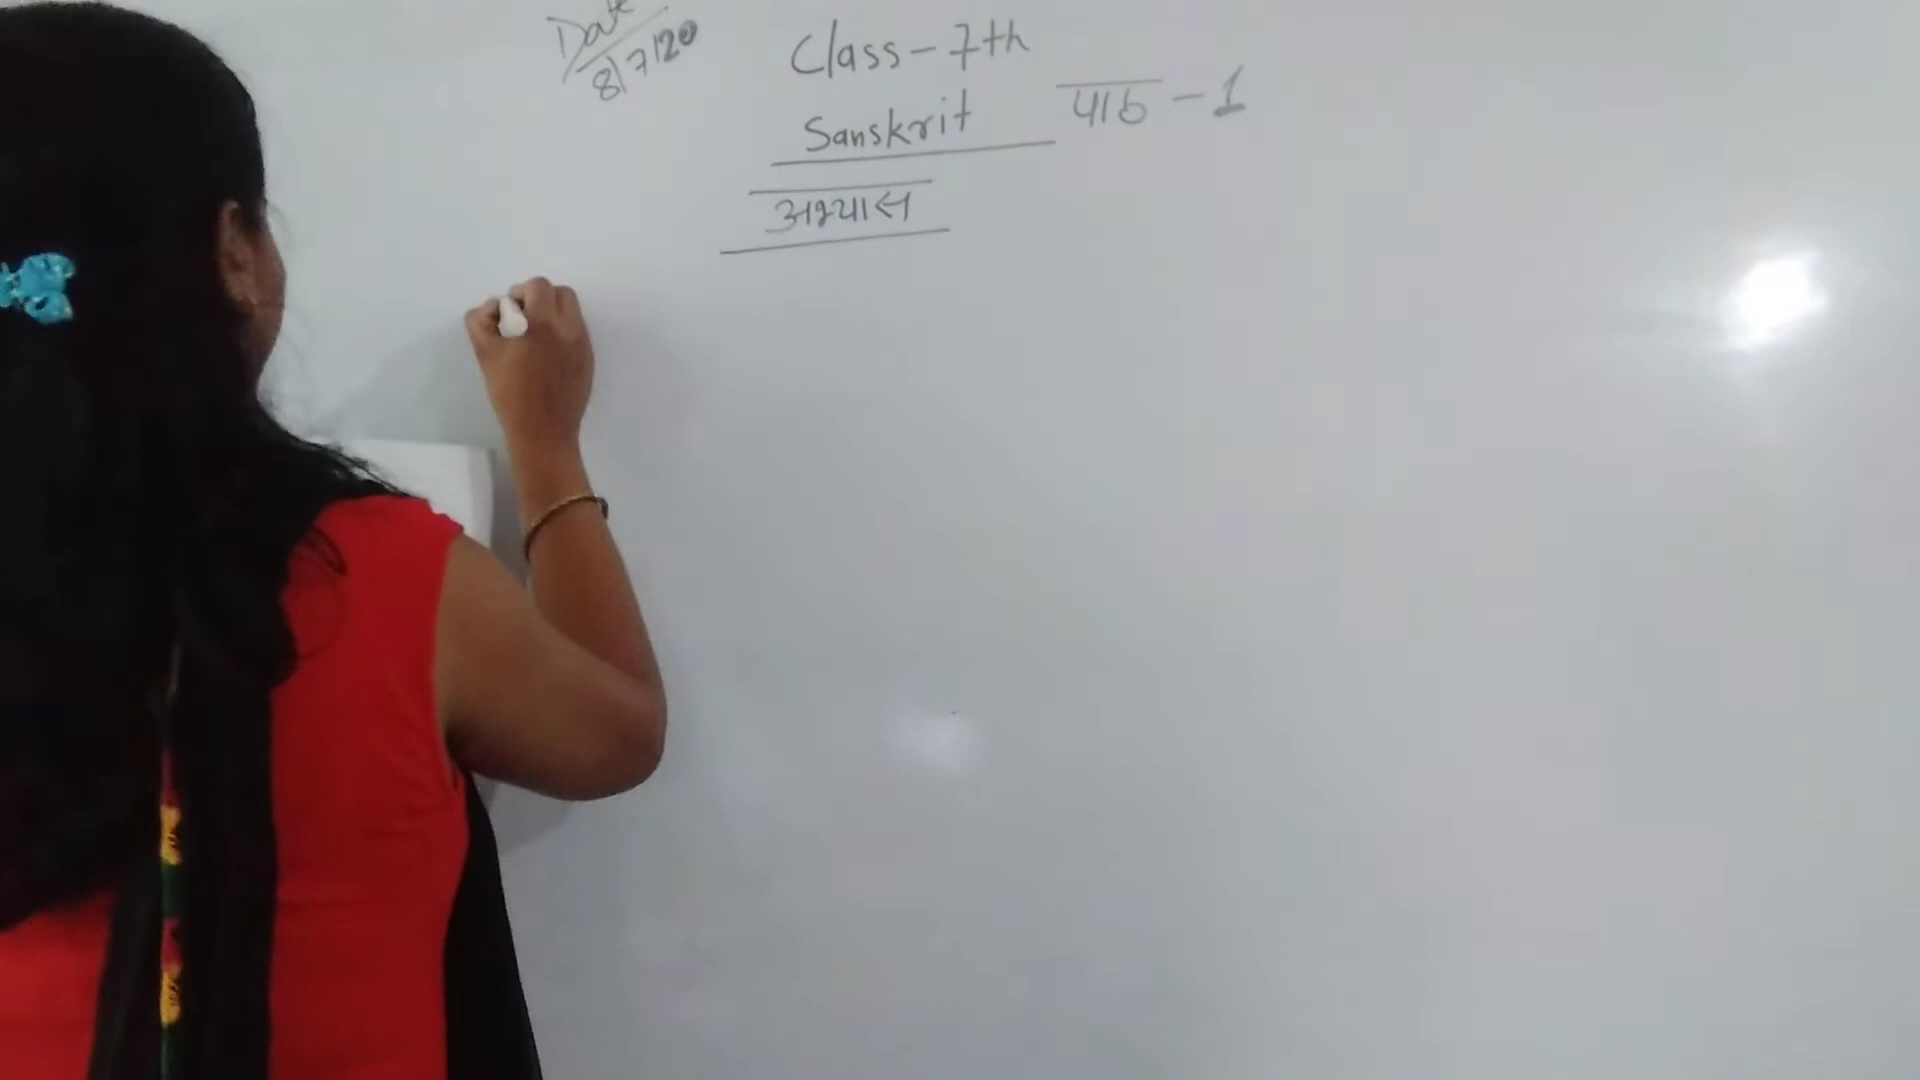 Date
8/7/20
Class - 7th
Sanskrit
पाठ - 1
अभ्यास